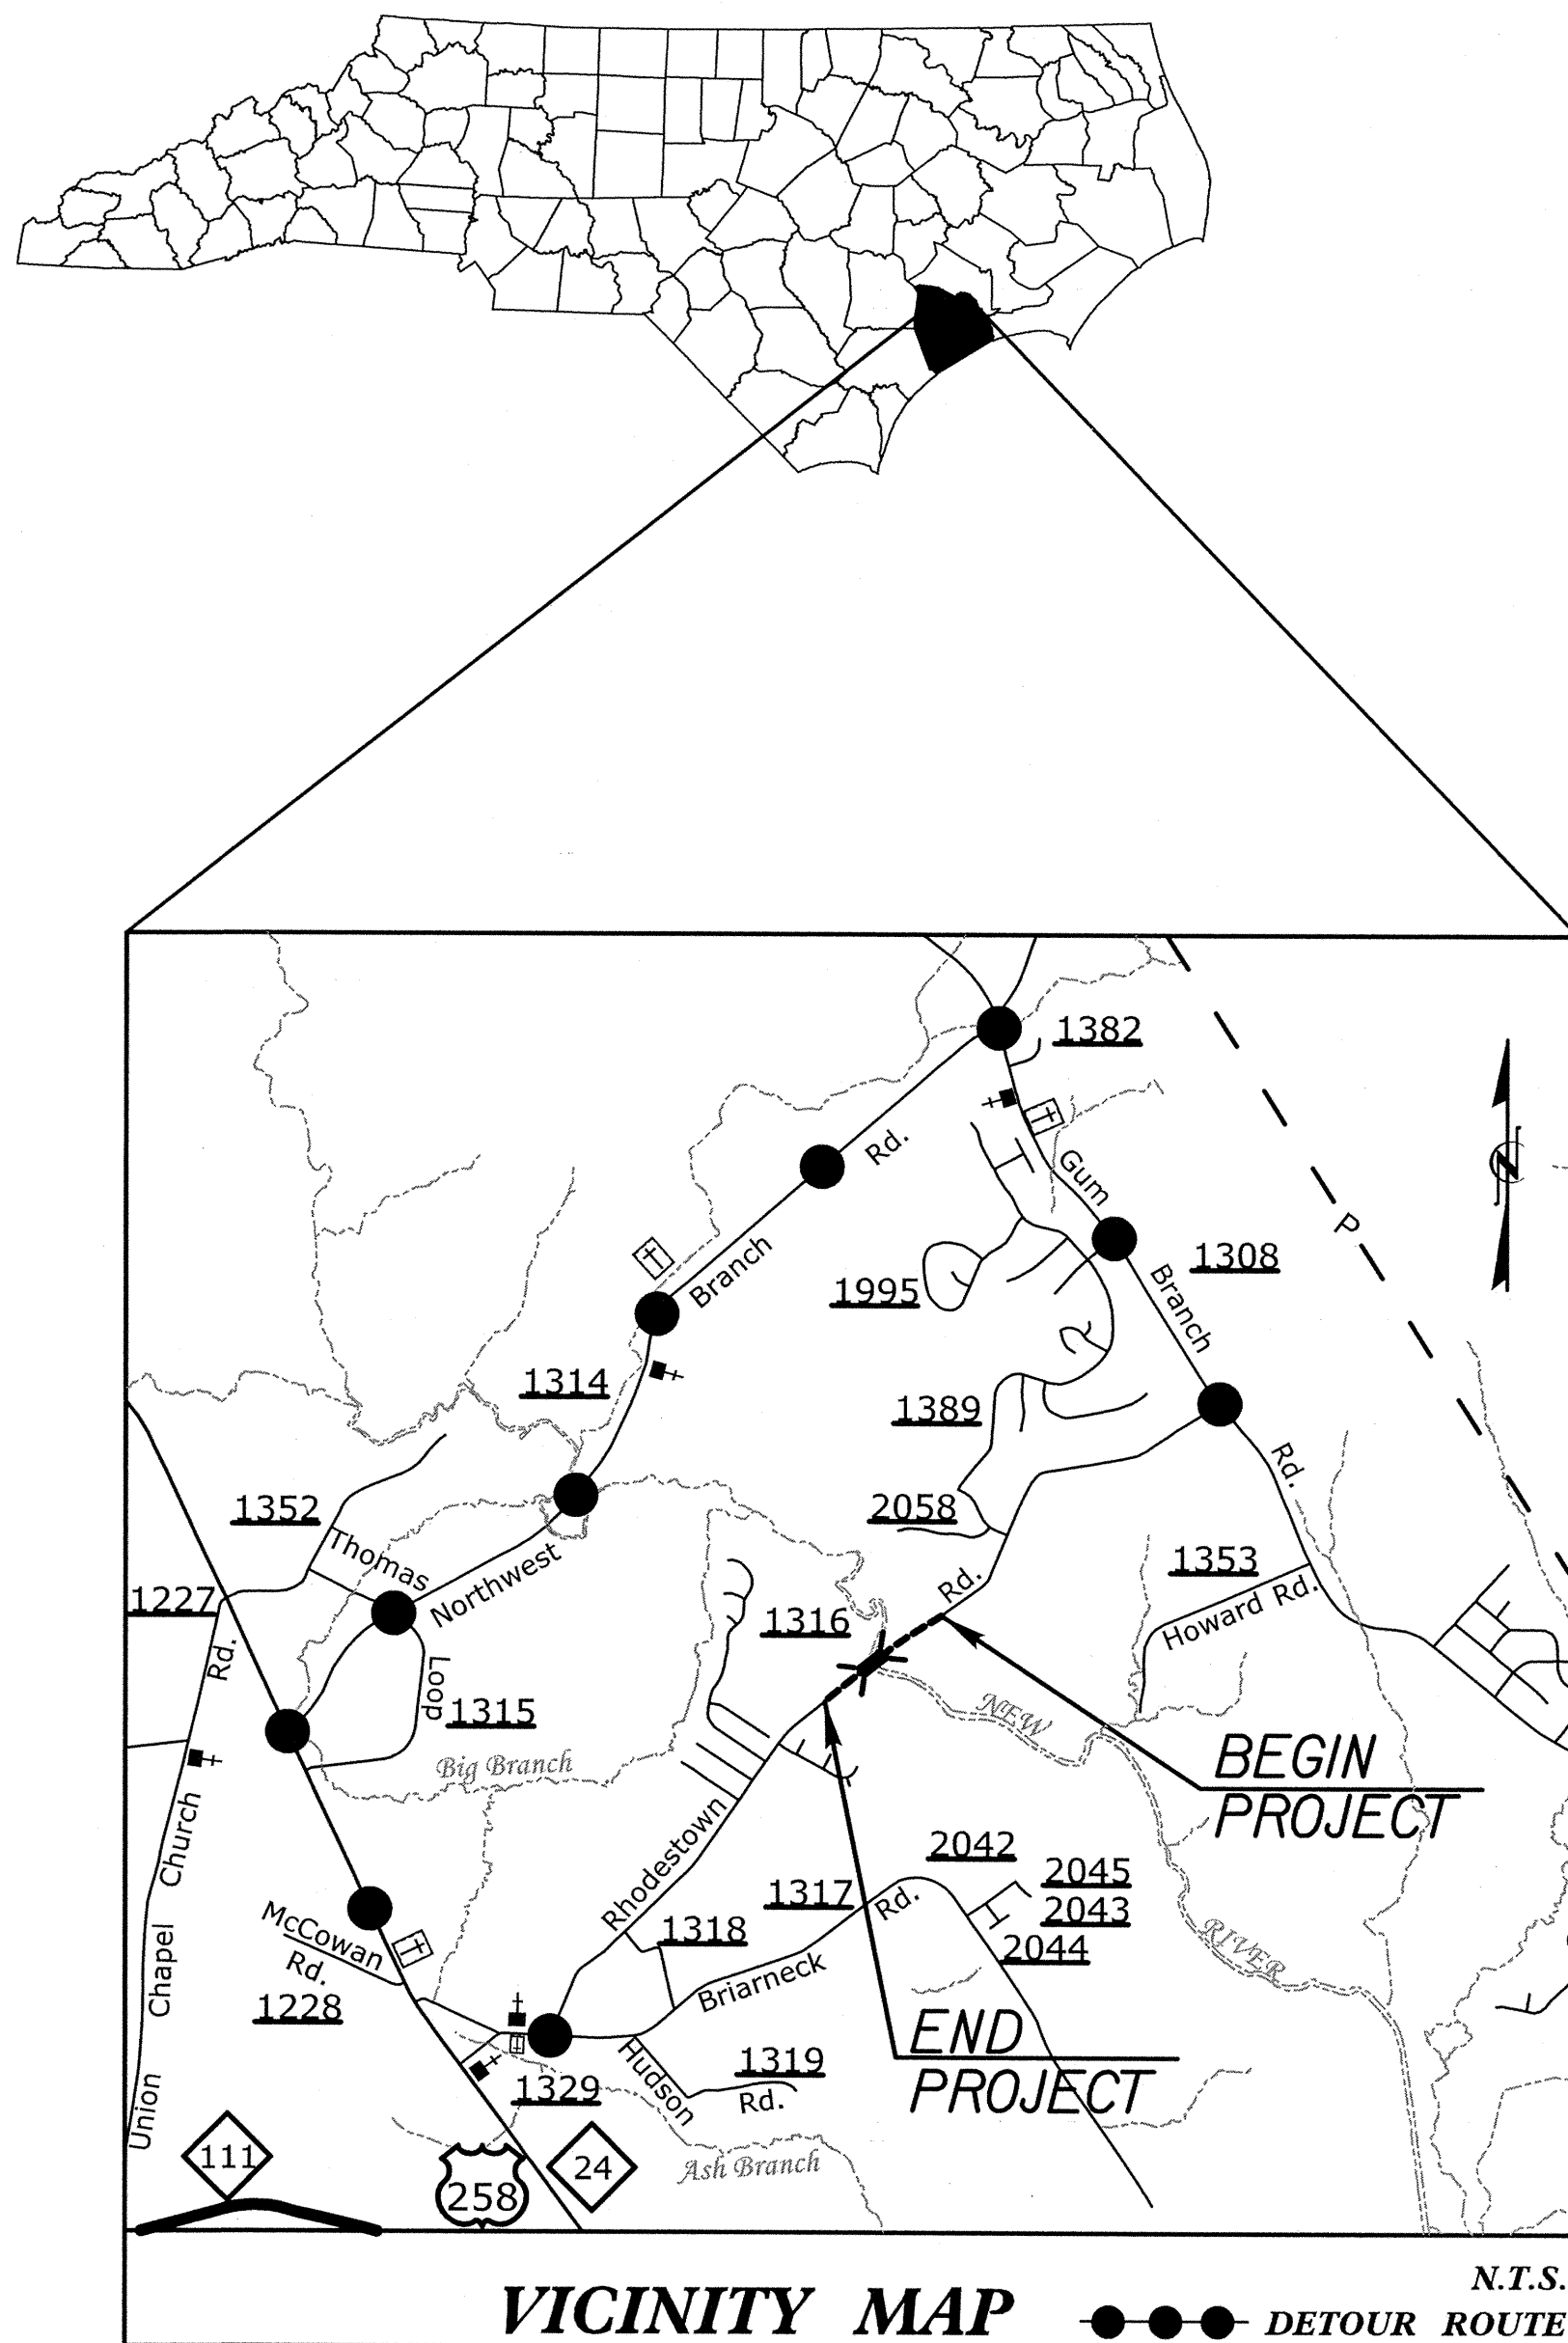 1382
Rd.
Gum
P
N
Branch
1308
Branch
1995
1314
1389
Rd.
1352
2058
Thomas
Northwest
1353
Rd.
Howard Rd.
1227
1316
Rd.
Loop
1315
NEW
Big Branch
BEGIN
PROJECT
Church
Rhodestown
2042
2045
1317
Rd.
2043
McCowan
Rd.
1318
2044
RIVER
Chapel
Briarneck
1228
END
PROJECT
Hudson
1319
Rd.
1329
Union
111
24
Ash Branch
258
N.T.S.
VICINITY MAP
DETOUR ROUTE